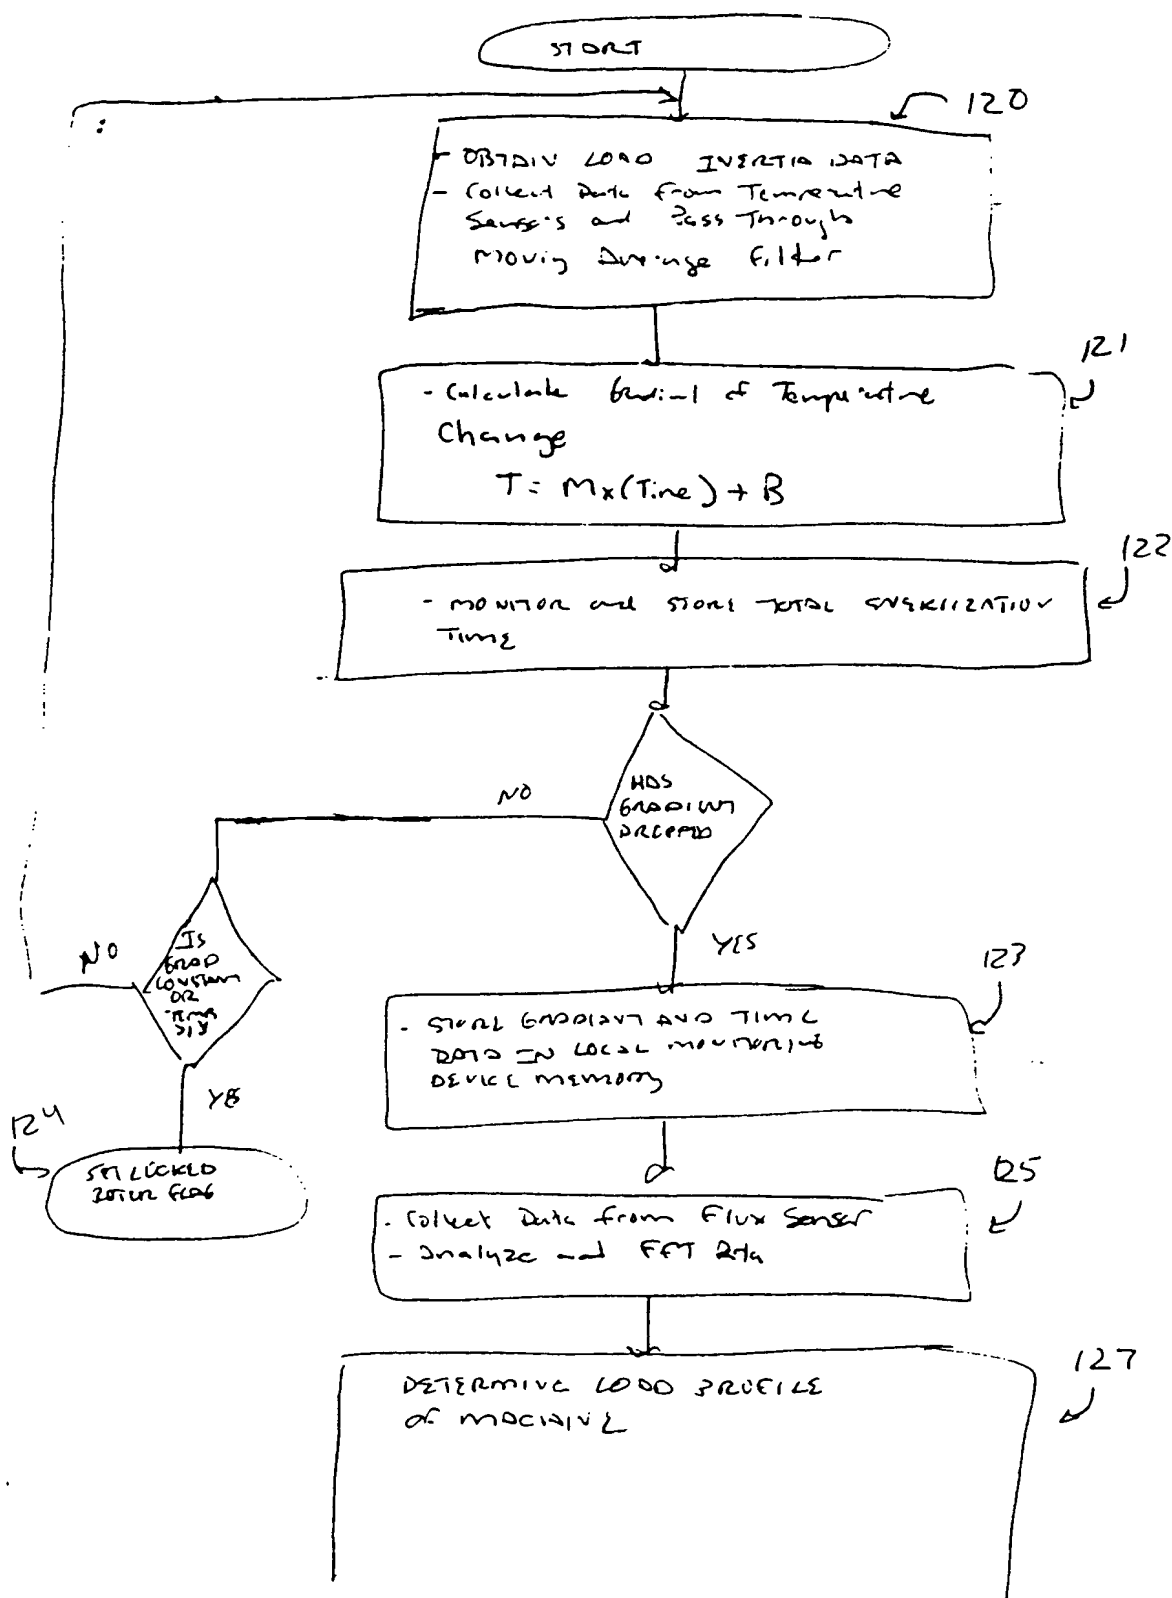 START
120
- OBTAIN LOAD INERTIA DATA
- Collect Data from Temperature
Sensors and Pass Through
Moving Average Filter
121
- Calculate Gradient of Temperature
Change
T = Mx(Time) + B
122
- MONITOR and STORE TOTAL ENERGIZATION
TIME
HAS
GRADIENT
DROPPED
NO
YES
IS
GRAD
CONSTANT
OR
NO
YES
123
- STORE GRADIENT AND TIME
DATA IN LOCAL MONITORING
DEVICE MEMORY
124
SET LOCKED
ROTOR FLAG
125
- Collect Data from Flux Sensor
- Analyze and FFT Data
127
DETERMINE LOAD PROFILE
OF MACHINE